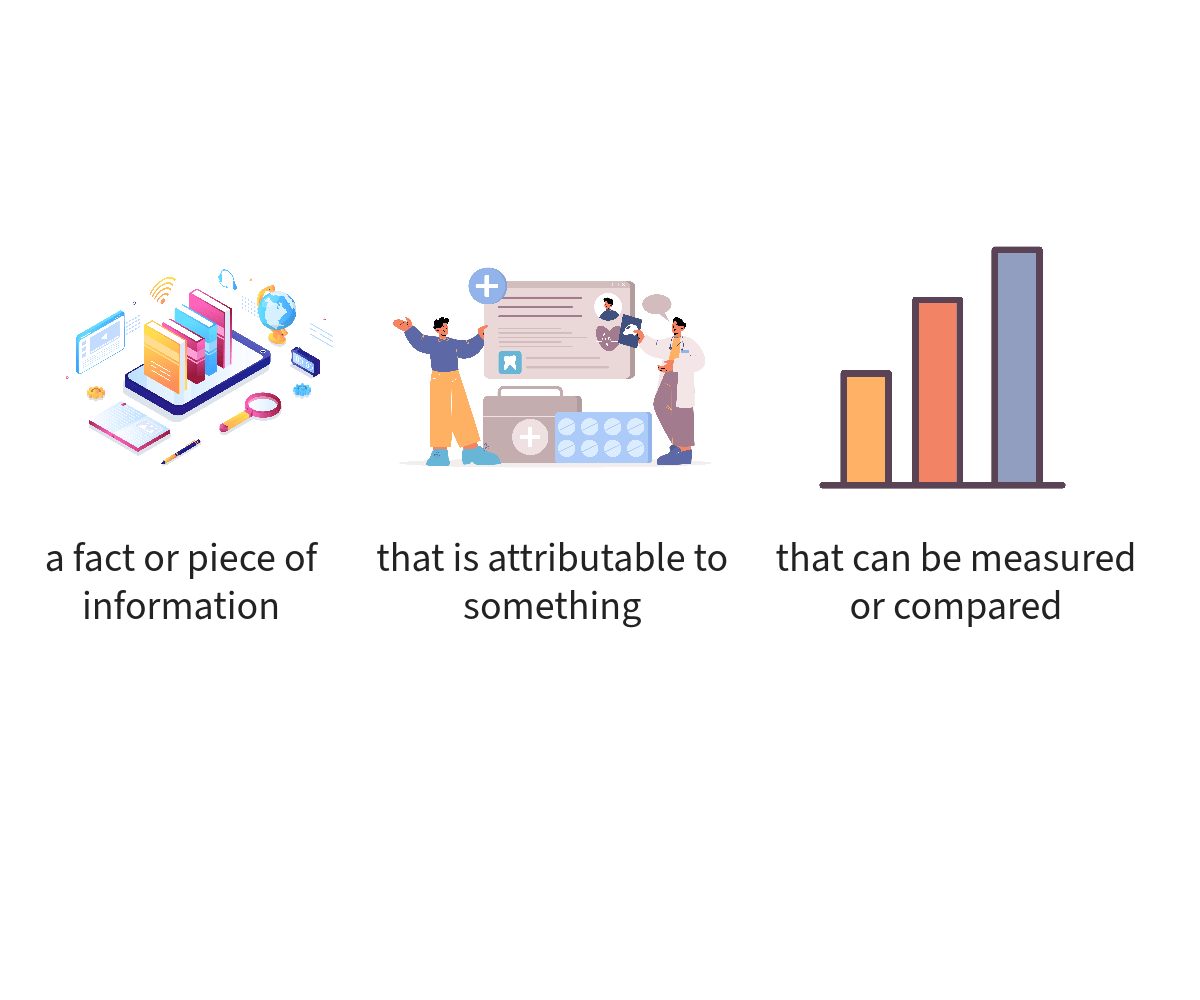 a fact or piece of
information
that is attributable to
something
that can be measured
or compared